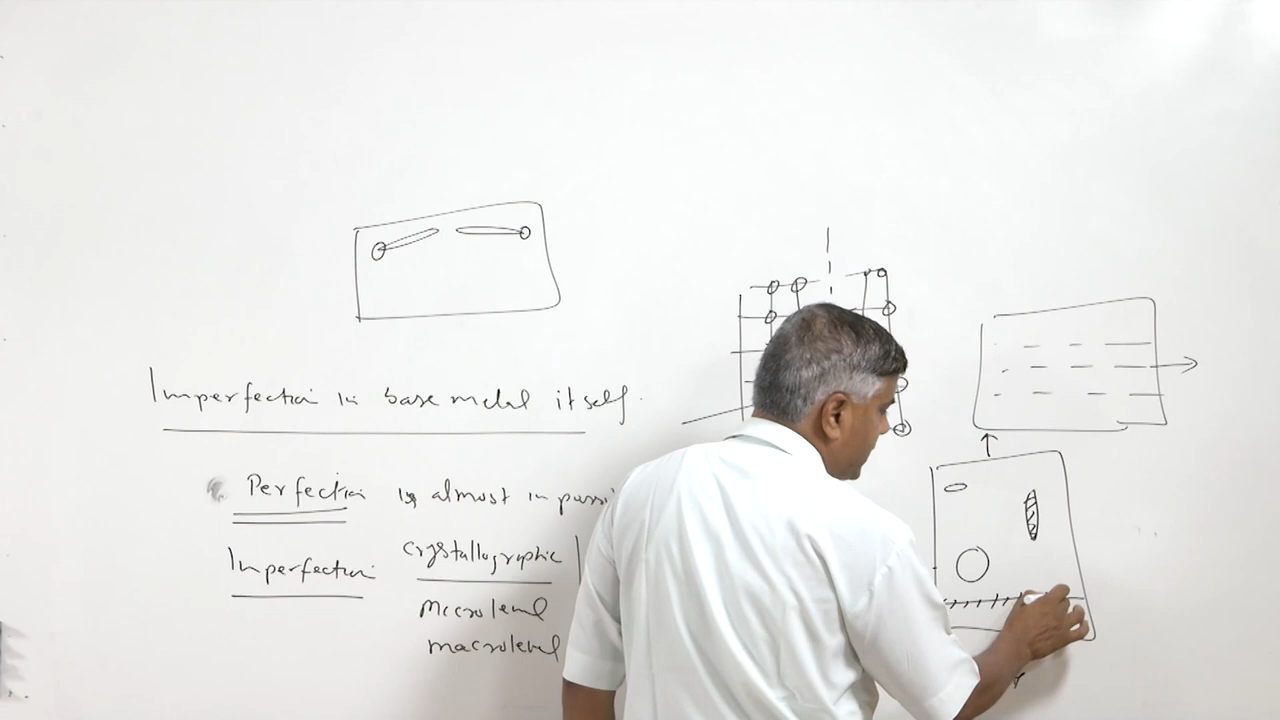 Imperfection in base metal itself.
Perfection is almost impossi
Imperfection crystallographic
Microlevel
macrolevel